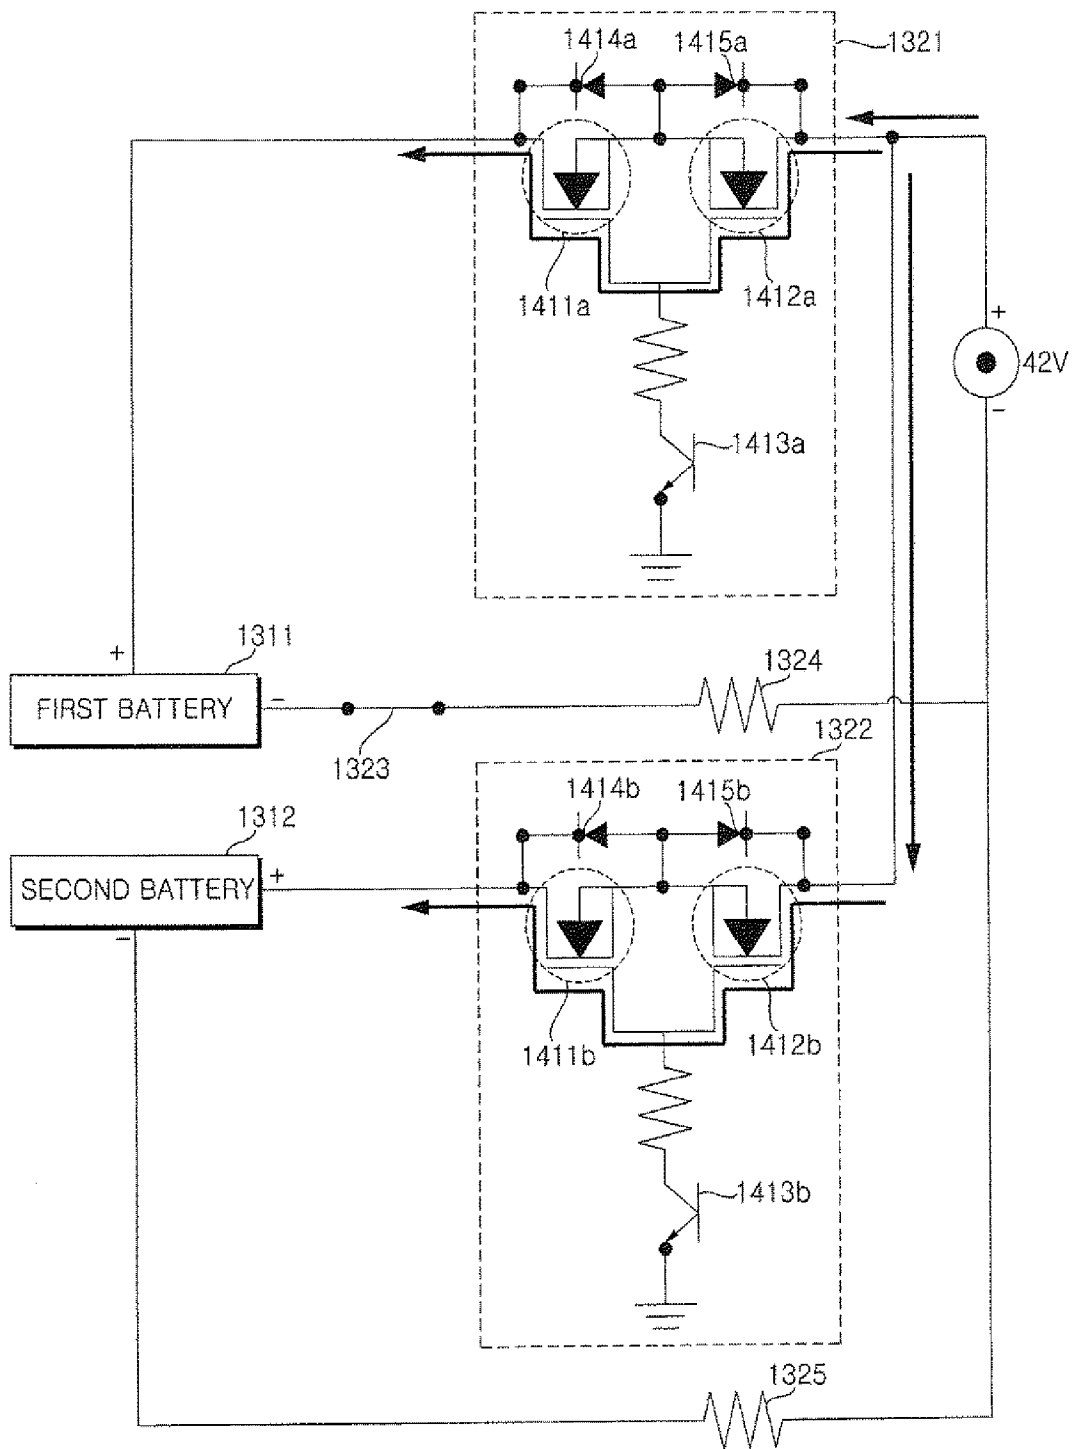 1414a
1415a
1321
1411a
1412a
+
42V
−
1413a
1311
+
FIRST BATTERY
−
1323
1324
1322
1312
1414b
1415b
SECOND BATTERY
+
−
1411b
1412b
1413b
1325